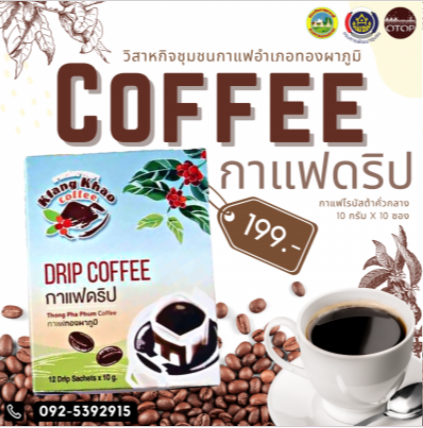 OTOP
วิสาหกิจชุมชนกาแฟอำเภอทองผาภูมิ
COFFEE
กาแฟดริป
กาแฟโรบัสต้าคั่วกลาง
10 กรัม X 10 ซอง
199.-
Klang Khao
Coffee
DRIP COFFEE
กาแฟดริป
Thong Pha Phum Coffee
กาแฟทองผาภูมิ
12 Drip Sachets x 10 g.
092-5392915